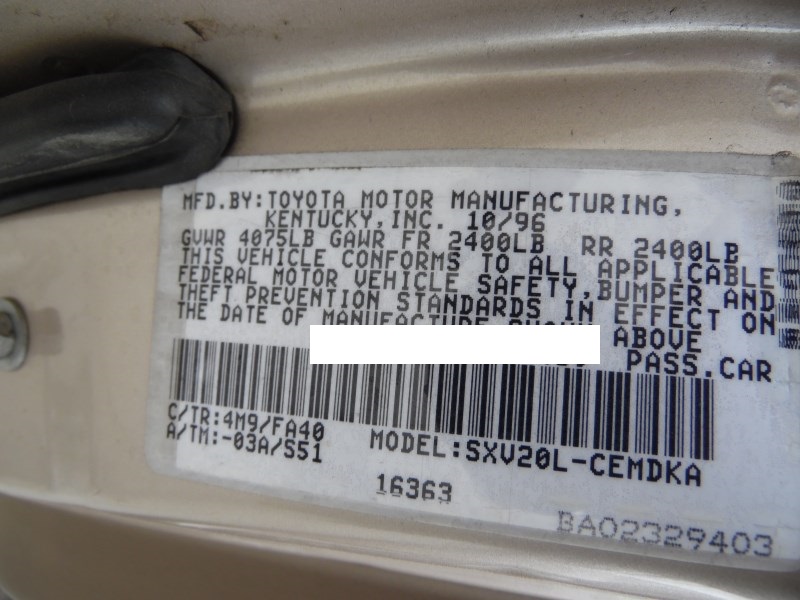 MFD.BY:TOYOTA MOTOR MANUFACTURING,
KENTUCKY,INC. 10/96
GVWR 4075LB GAWR FR 2400LB RR 2400LB
THIS VEHICLE CONFORMS TO ALL APPLICABLE
FEDERAL MOTOR VEHICLE SAFETY,BUMPER AND
THEFT PREVENTION STANDARDS IN EFFECT ON
THE DATE OF MANUFACTURE SHOWN ABOVE
PASS.CAR
C/TR:4M9/FA40
A/TM:-03A/S51
MODEL:SXV20L-CEMDKA
16363
BA02329403